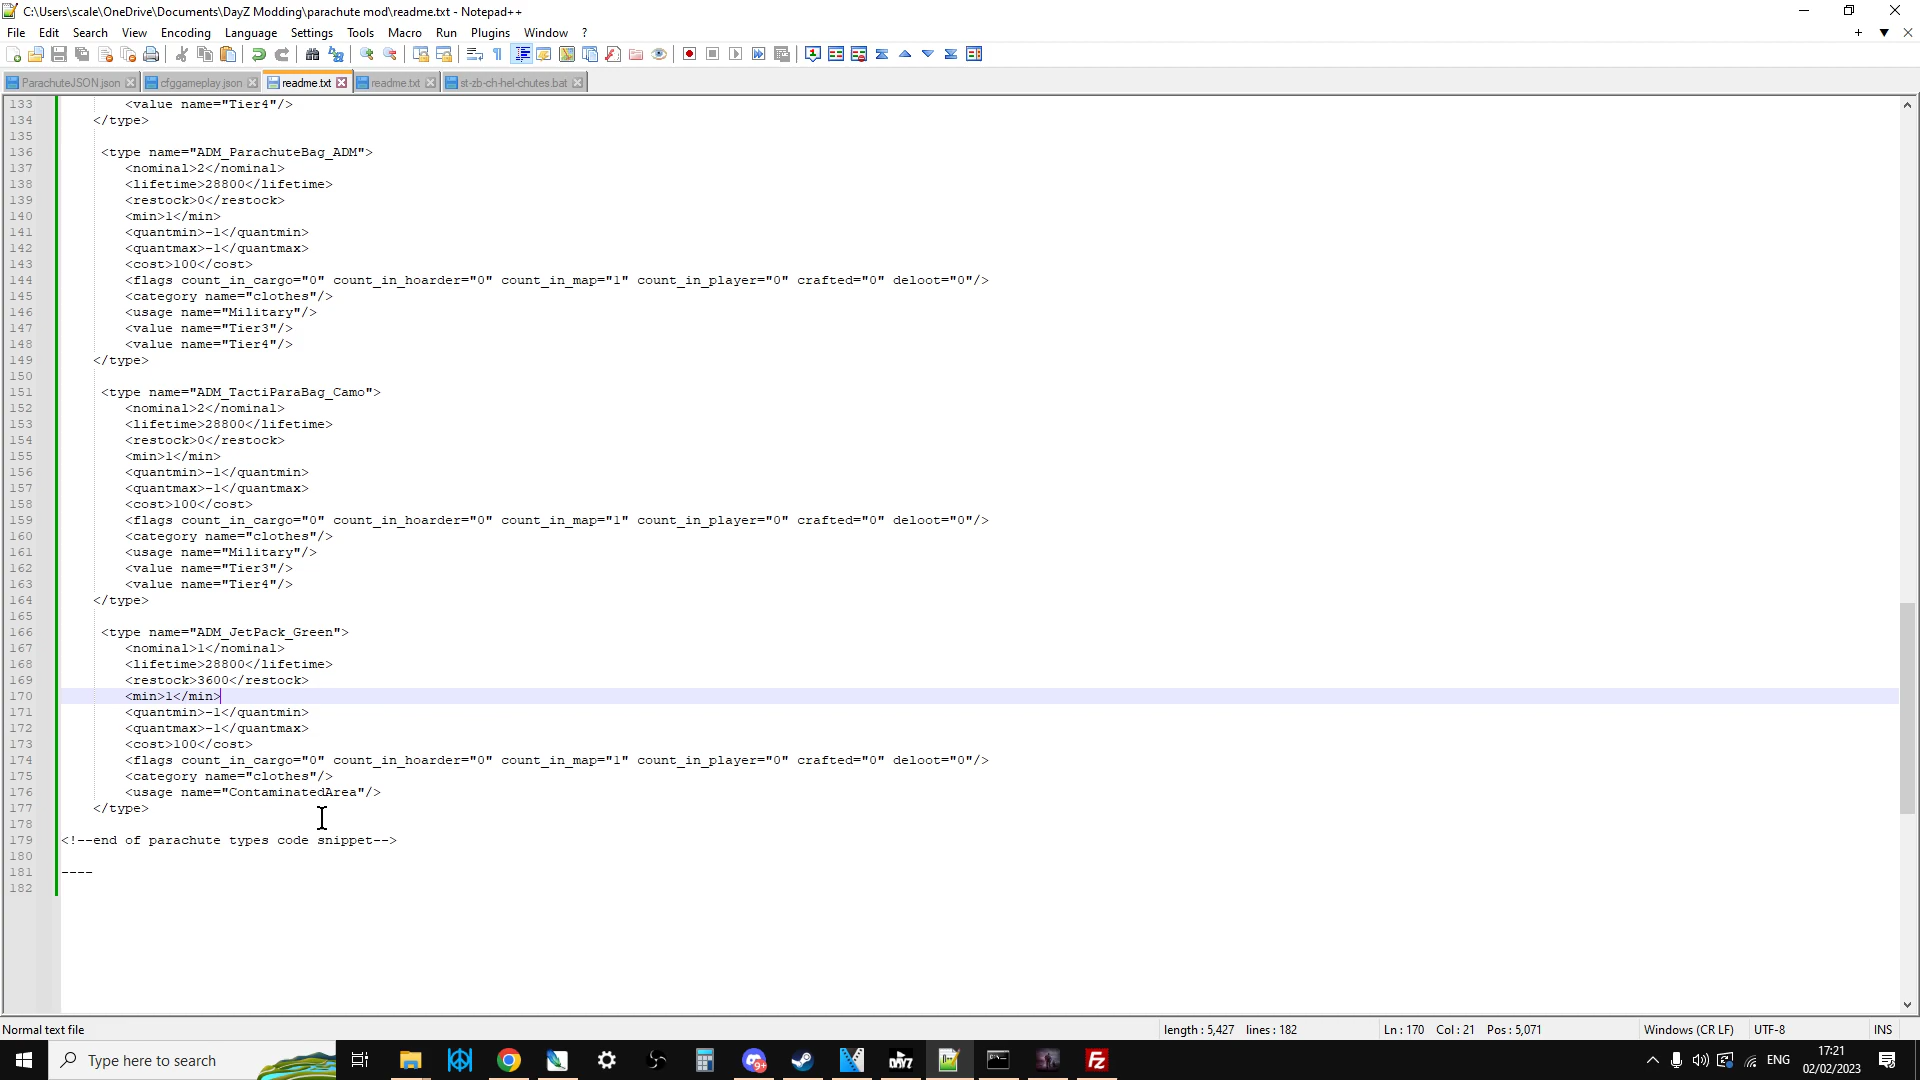 C:\Users\scale\OneDrive\Documents\DayZ Modding\parachute mod\readme.txt - Notepad++
File Edit Search View Encoding Language Settings Tools Macro Run Plugins Window ?
ParachuteJSON.json cfggameplay.json readme.txt readme.txt st-zb-ch-hel-chutes.bat
133 <value name="Tier4"/>
134 </type>
135
136 <type name="ADM_ParachuteBag_ADM">
137 <nominal>2</nominal>
138 <lifetime>28800</lifetime>
139 <restock>0</restock>
140 <min>1</min>
141 <quantmin>-1</quantmin>
142 <quantmax>-1</quantmax>
143 <cost>100</cost>
144 <flags count_in_cargo="0" count_in_hoarder="0" count_in_map="1" count_in_player="0" crafted="0" deloot="0"/>
145 <category name="clothes"/>
146 <usage name="Military"/>
147 <value name="Tier3"/>
148 <value name="Tier4"/>
149 </type>
150
151 <type name="ADM_TactiParaBag_Camo">
152 <nominal>2</nominal>
153 <lifetime>28800</lifetime>
154 <restock>0</restock>
155 <min>1</min>
156 <quantmin>-1</quantmin>
157 <quantmax>-1</quantmax>
158 <cost>100</cost>
159 <flags count_in_cargo="0" count_in_hoarder="0" count_in_map="1" count_in_player="0" crafted="0" deloot="0"/>
160 <category name="clothes"/>
161 <usage name="Military"/>
162 <value name="Tier3"/>
163 <value name="Tier4"/>
164 </type>
165
166 <type name="ADM_JetPack_Green">
167 <nominal>1</nominal>
168 <lifetime>28800</lifetime>
169 <restock>3600</restock>
170 <min>1</min>
171 <quantmin>-1</quantmin>
172 <quantmax>-1</quantmax>
173 <cost>100</cost>
174 <flags count_in_cargo="0" count_in_hoarder="0" count_in_map="1" count_in_player="0" crafted="0" deloot="0"/>
175 <category name="clothes"/>
176 <usage name="ContaminatedArea"/>
177 </type>
178
179 <!--end of parachute types code snippet-->
180
181 ----
182
Normal text file length : 5,427 lines : 182 Ln : 170 Col : 21 Pos : 5,071 Windows (CR LF) UTF-8 INS
Type here to search DAYZ ENG 17:21
02/02/2023